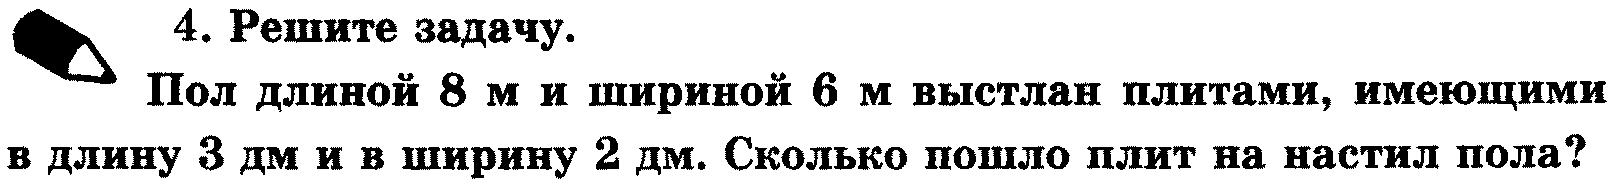 4. Решите задачу.
Пол длиной 8 м и шириной 6 м выстлан плитами, имеющими
в длину 3 дм и в ширину 2 дм. Сколько пошло плит на настил пола?